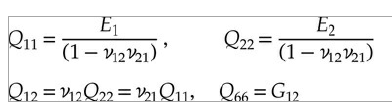 Q₁₁ = E₁ / (1 − ν₁₂ν₂₁) ,  Q₂₂ = E₂ / (1 − ν₁₂ν₂₁)
Q₁₂ = ν₁₂Q₂₂ = ν₂₁Q₁₁,  Q₆₆ = G₁₂